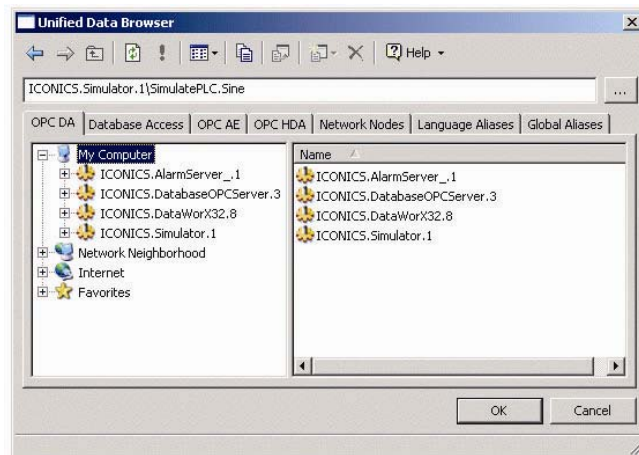 Unified Data Browser
Help
ICONICS.Simulator.1\SimulatePLC.Sine
...
OPC DA Database Access OPC AE OPC HDA Network Nodes Language Aliases Global Aliases
My Computer
ICONICS.AlarmServer_.1
ICONICS.DatabaseOPCServer.3
ICONICS.DataWorX32.8
ICONICS.Simulator.1
Network Neighborhood
Internet
Favorites
Name
ICONICS.AlarmServer_.1
ICONICS.DatabaseOPCServer.3
ICONICS.DataWorX32.8
ICONICS.Simulator.1
OK Cancel